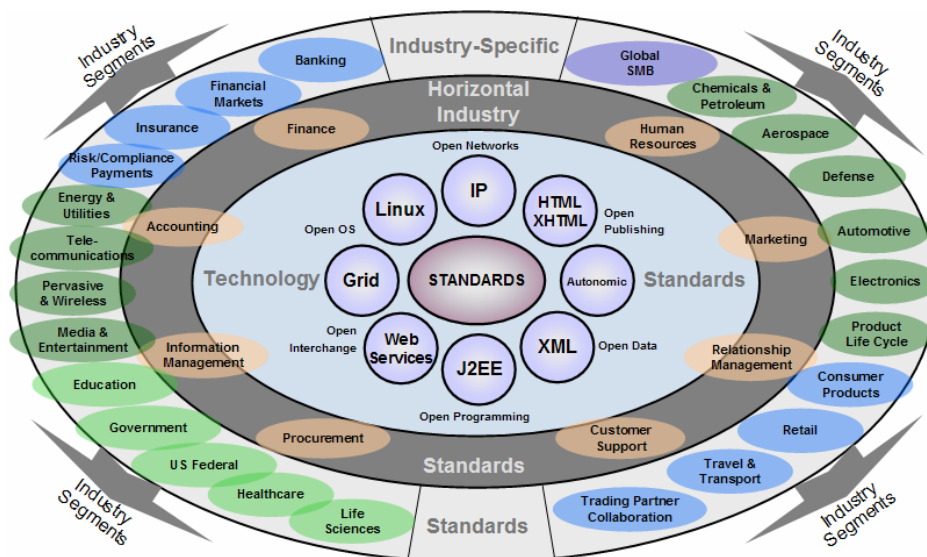 Industry
Segments
Industry-Specific
Industry
Segments
Banking
Global
SMB
Financial
Markets
Chemicals &
Petroleum
Horizontal
Industry
Insurance
Finance
Human
Resources
Aerospace
Risk/Compliance
Payments
Open Networks
Defense
Energy &
Utilities
IP
Linux
HTML
XHTML
Open
Publishing
Accounting
Open OS
Marketing
Automotive
Tele-
communications
Technology
Grid
STANDARDS
Autonomic
Standards
Electronics
Pervasive
& Wireless
Media &
Entertainment
Information
Management
Open
Interchange
Web
Services
J2EE
XML
Open Data
Relationship
Management
Product
Life Cycle
Education
Consumer
Products
Open Programming
Government
Procurement
Customer
Support
Retail
US Federal
Standards
Travel &
Transport
Healthcare
Life
Sciences
Standards
Trading Partner
Collaboration
Industry
Segments
Industry
Segments